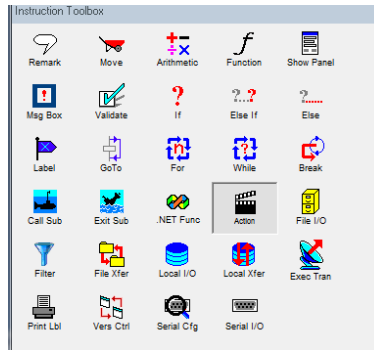 Instruction Toolbox
Remark Move Arithmetic Function Show Panel
Msg Box Validate If Else If Else
Label GoTo For While Break
Call Sub Exit Sub .NET Func Action File I/O
Filter File Xfer Local I/O Local Xfer Exec Tran
Print Lbl Vers Ctrl Serial Cfg Serial I/O